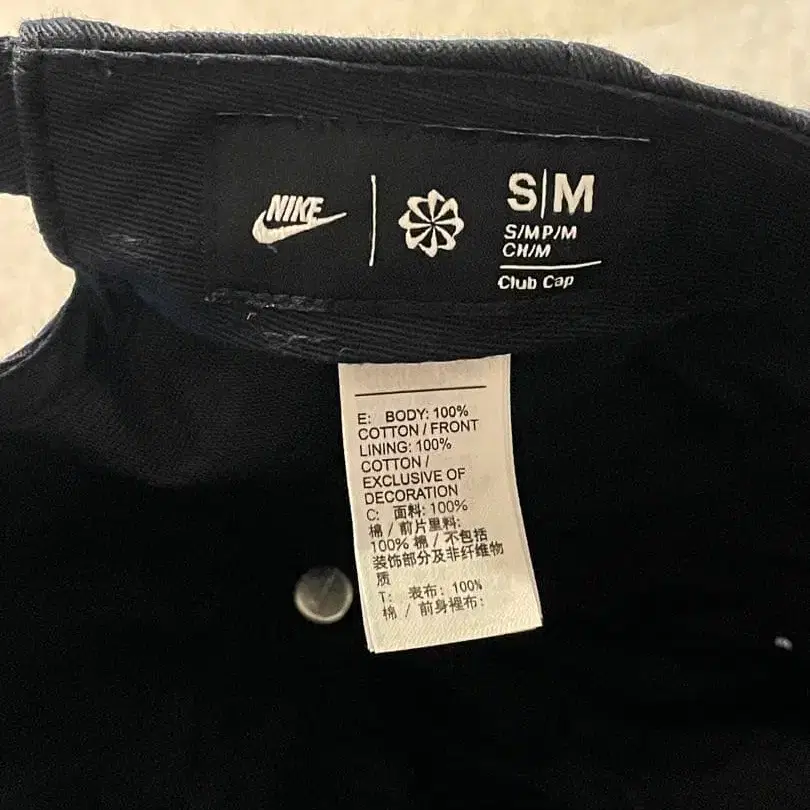 NIKE
S|M
S/M P/M
CH/M
Club Cap
E: BODY: 100%
COTTON / FRONT
LINING: 100%
COTTON /
EXCLUSIVE OF
DECORATION
C: 面料: 100%
棉 / 前片里料:
100% 棉 / 不包括
装饰部分及非纤维物
质
T: 表布: 100%
棉 / 前身裡布: